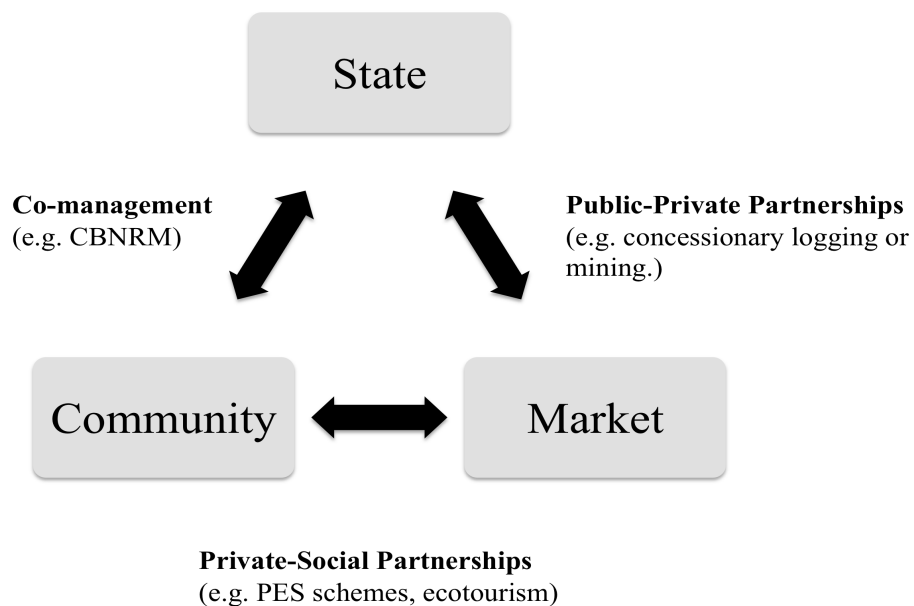 State
Co-management
(e.g. CBNRM)
Public-Private Partnerships
(e.g. concessionary logging or
mining.)
Community
Market
Private-Social Partnerships
(e.g. PES schemes, ecotourism)